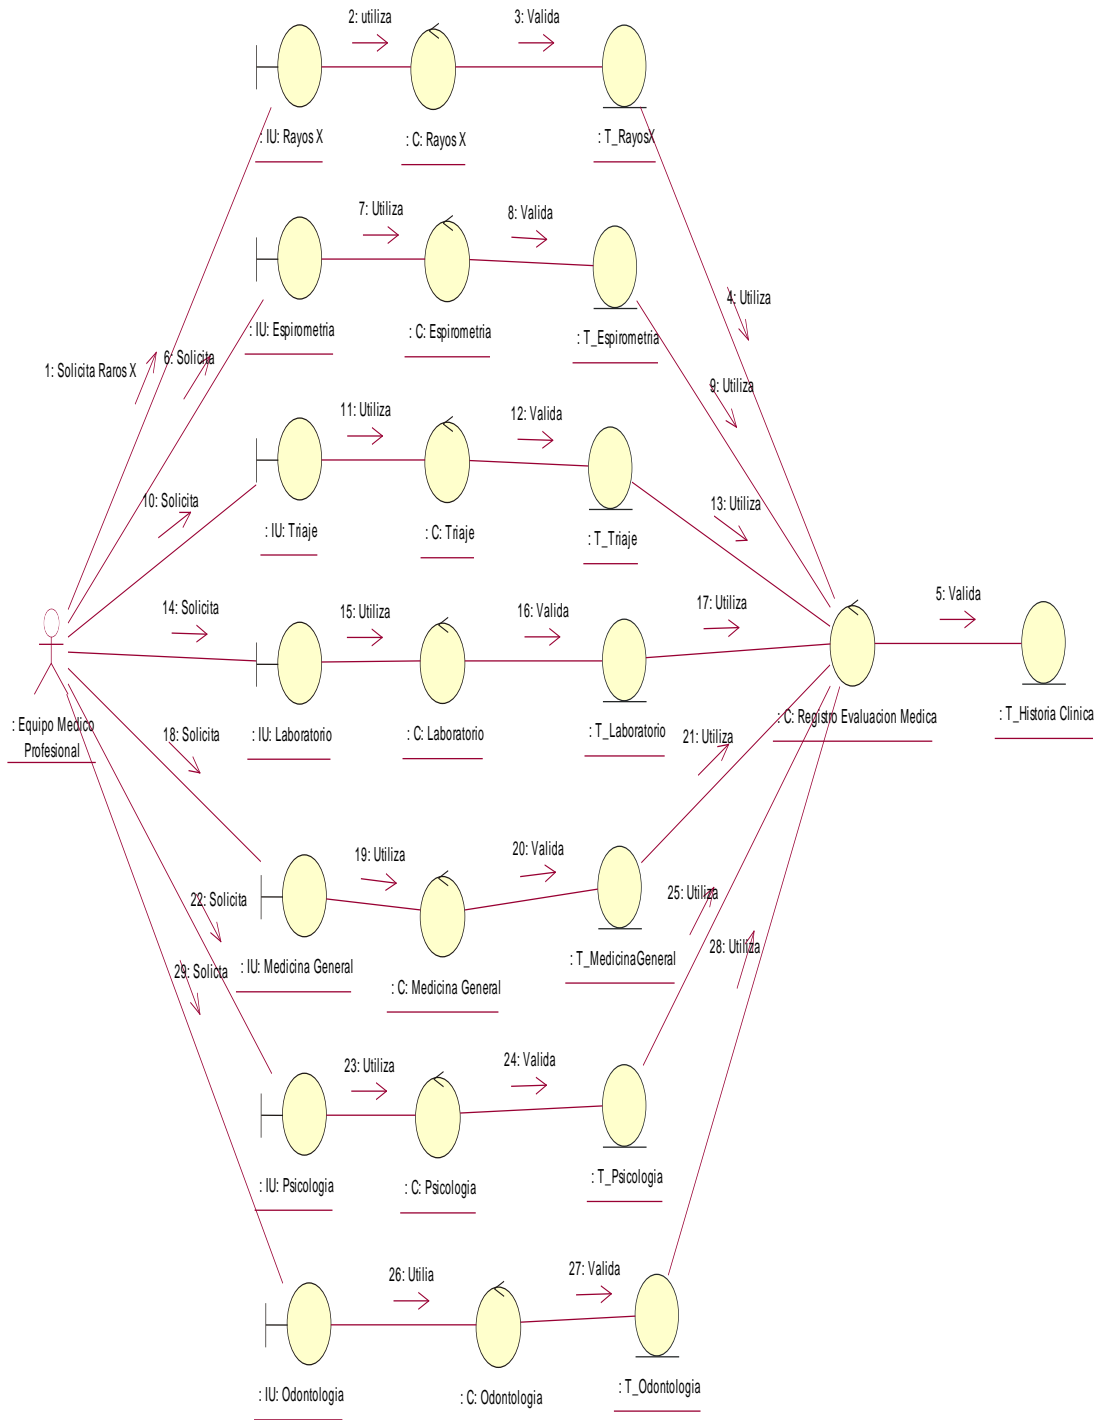 2: utiliza
3: Valida
: IU: Rayos X
: C: Rayos X
: T_RayosX
7: Utiliza
8: Valida
4: Utiliza
: IU: Espirometria
: C: Espirometria
: T_Espirometria
1: Solicita Raros X
6: Solicita
9: Utiliza
11: Utiliza
12: Valida
10: Solicita
13: Utiliza
: IU: Triaje
: C: Triaje
: T_Triaje
14: Solicita
15: Utiliza
16: Valida
17: Utiliza
5: Valida
: Equipo Medico
Profesional
18: Solicita
: IU: Laboratorio
: C: Laboratorio
: T_Laboratorio
21: Utiliza
: C: Registro Evaluacion Medica
: T_Historia Clinica
19: Utiliza
20: Valida
22: Solicita
25: Utiliza
28: Utiliza
29: Solicta
: IU: Medicina General
: C: Medicina General
: T_MedicinaGeneral
23: Utiliza
24: Valida
: IU: Psicologia
: C: Psicologia
: T_Psicologia
26: Utilia
27: Valida
: IU: Odontologia
: C: Odontologia
: T_Odontologia